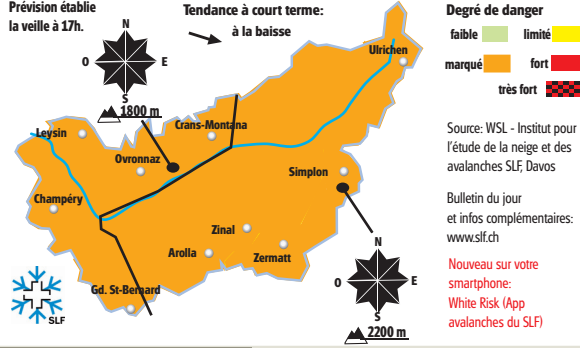 Prévision établie
la veille à 17h.
Tendance à court terme:
à la baisse
N
O
E
S
1800 m
Leysin
Crans-Montana
Ovronnaz
Ulrichen
Champéry
Simplon
Zinal
Arolla
Zermatt
Gd. St-Bernard
SLF
N
O
E
S
2200 m
Degré de danger
faible
limité
marqué
fort
très fort
Source: WSL - Institut pour
l'étude de la neige et des
avalanches SLF, Davos
Bulletin du jour
et infos complémentaires:
www.slf.ch
Nouveau sur votre
smartphone:
White Risk (App
avalanches du SLF)